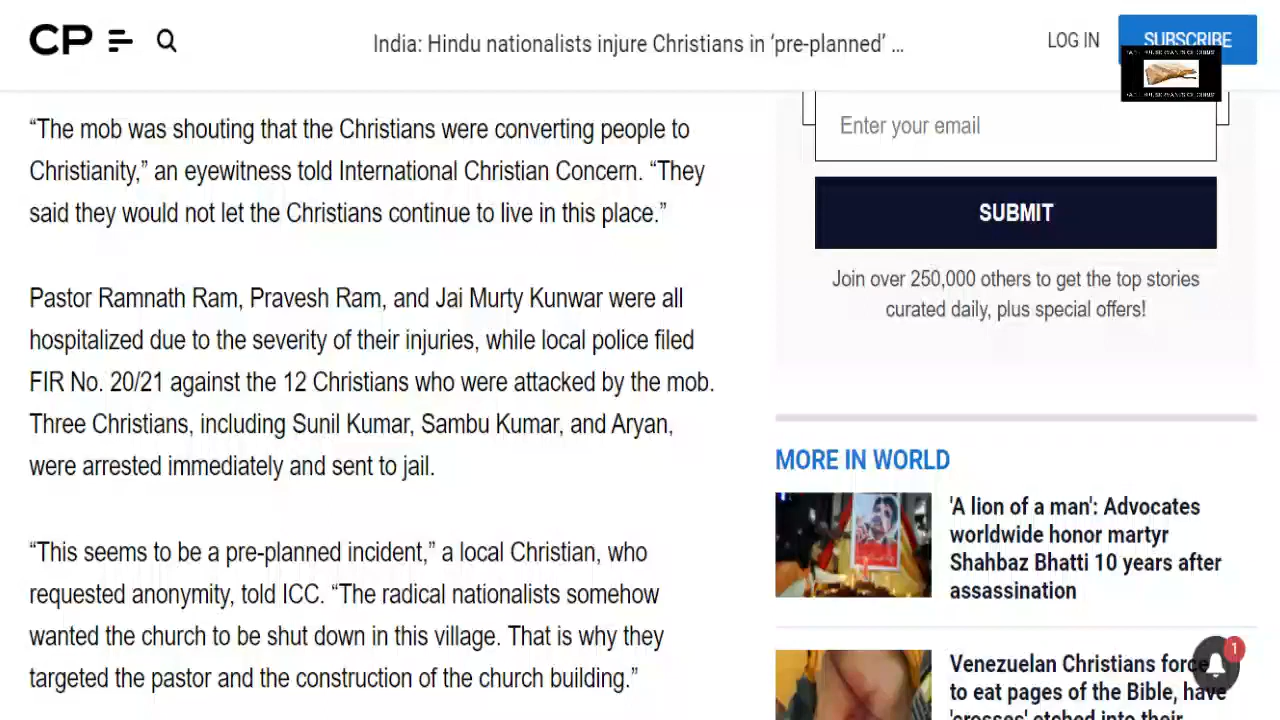 CP
India: Hindu nationalists injure Christians in ‘pre-planned’ ...
LOG IN
SUBSCRIBE
“The mob was shouting that the Christians were converting people to
Christianity,” an eyewitness told International Christian Concern. “They
said they would not let the Christians continue to live in this place.”
Pastor Ramnath Ram, Pravesh Ram, and Jai Murty Kunwar were all
hospitalized due to the severity of their injuries, while local police filed
FIR No. 20/21 against the 12 Christians who were attacked by the mob.
Three Christians, including Sunil Kumar, Sambu Kumar, and Aryan,
were arrested immediately and sent to jail.
“This seems to be a pre-planned incident,” a local Christian, who
requested anonymity, told ICC. “The radical nationalists somehow
wanted the church to be shut down in this village. That is why they
targeted the pastor and the construction of the church building.”
Enter your email
SUBMIT
Join over 250,000 others to get the top stories
curated daily, plus special offers!
MORE IN WORLD
'A lion of a man': Advocates
worldwide honor martyr
Shahbaz Bhatti 10 years after
assassination
Venezuelan Christians force
to eat pages of the Bible, have
'crosses' etched into their
1